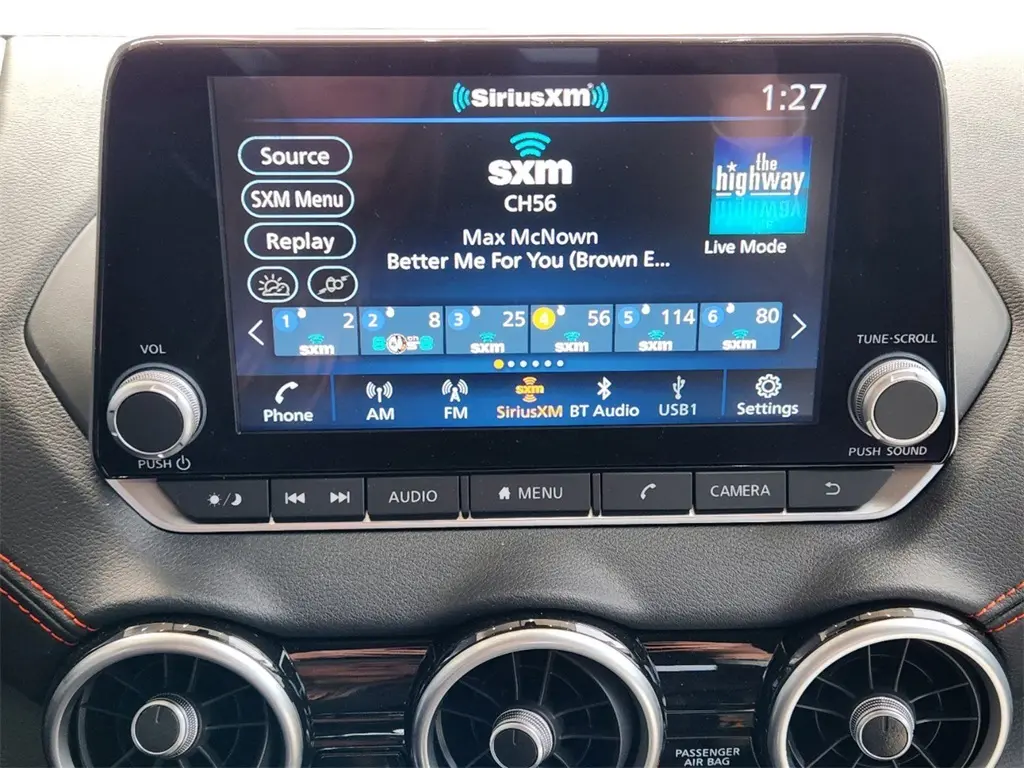 SiriusXM
1:27
Source
SXM Menu
Replay
sxm
CH56
Max McNown
Better Me For You (Brown E...
the
highway
Live Mode
1 2 sxm
2 8
3 25 sxm
4 56 sxm
5 114 sxm
6 80 sxm
Phone
AM
FM
sxm
SiriusXM
BT Audio
USB1
Settings
VOL
PUSH
TUNE·SCROLL
PUSH SOUND
AUDIO
MENU
CAMERA
PASSENGER
AIR BAG